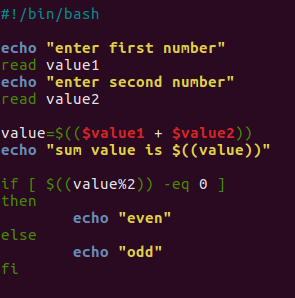 #!/bin/bash
echo "enter first number"
read value1
echo "enter second number"
read value2
value=$(($value1 + $value2))
echo "sum value is $((value))"
if [ $((value%2)) -eq 0 ]
then
echo "even"
else
echo "odd"
fi